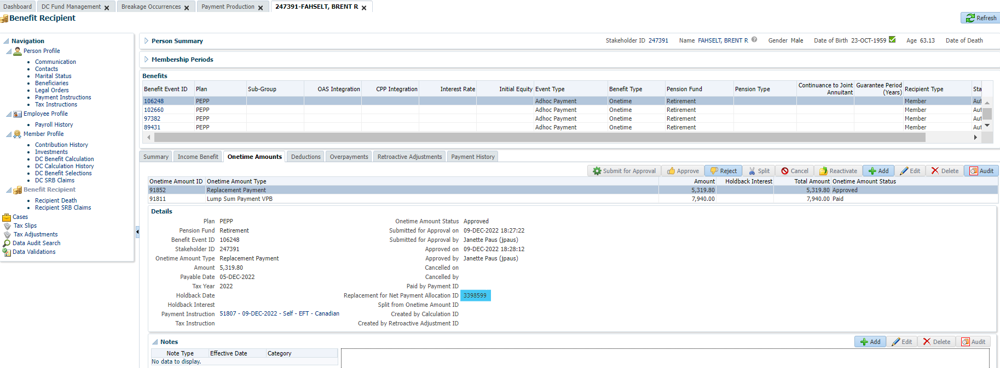 Dashboard DC Fund Management Breakage Occurrences Payment Production 247391-FAHSELT, BRENT R
Benefit Recipient Refresh
Navigation
Person Profile
Communication
Contacts
Marital Status
Beneficiaries
Legal Orders
Payment Instructions
Tax Instructions
Employee Profile
Payroll History
Member Profile
Contribution History
Investments
DC Benefit Calculation
DC Calculation History
DC Benefit Selections
DC SRB Claims
Benefit Recipient
Recipient Death
Recipient SRB Claims
Cases
Tax Slips
Tax Adjustments
Data Audit Search
Data Validations
Person Summary Stakeholder ID 247391 Name FAHSELT, BRENT R Gender Male Date of Birth 23-OCT-1959 Age 63.13 Date of Death
Membership Periods
Benefits
Benefit Event ID Plan Sub-Group OAS Integration CPP Integration Interest Rate Initial Equity Event Type Benefit Type Pension Fund Pension Type Continuance to Joint Annuitant Guarantee Period (Years) Recipient Type Sta
106248 PEPP Adhoc Payment Onetime Retirement Member Aut
102660 PEPP Adhoc Payment Onetime Retirement Member Aut
97382 PEPP Adhoc Payment Onetime Retirement Member Aut
89431 PEPP Adhoc Payment Onetime Retirement Member Aut
Summary Income Benefit Onetime Amounts Deductions Overpayments Retroactive Adjustments Payment History
Submit for Approval Approve Reject Split Cancel Reactivate Add Edit Delete Audit
Onetime Amount ID Onetime Amount Type Amount Holdback Interest Total Amount Onetime Amount Status
91852 Replacement Payment 5,319.80 5,319.80 Approved
91811 Lump Sum Payment VPB 7,940.00 7,940.00 Paid
Details
Plan PEPP Onetime Amount Status Approved
Pension Fund Retirement Submitted for Approval on 09-DEC-2022 18:27:22
Benefit Event ID 106248 Submitted for Approval by Janette Paus (jpaus)
Stakeholder ID 247391 Approved on 09-DEC-2022 18:28:12
Onetime Amount Type Replacement Payment Approved by Janette Paus (jpaus)
Amount 5,319.80 Cancelled on
Payable Date 05-DEC-2022 Cancelled by
Tax Year 2022 Paid by Payment ID
Holdback Date Replacement for Net Payment Allocation ID 3398599
Holdback Interest Split from Onetime Amount ID
Payment Instruction 51807 - 09-DEC-2022 - Self - EFT - Canadian Created by Calculation ID
Tax Instruction Created by Retroactive Adjustment ID
Notes Add Edit Delete Audit
Note Type Effective Date Category
No data to display.